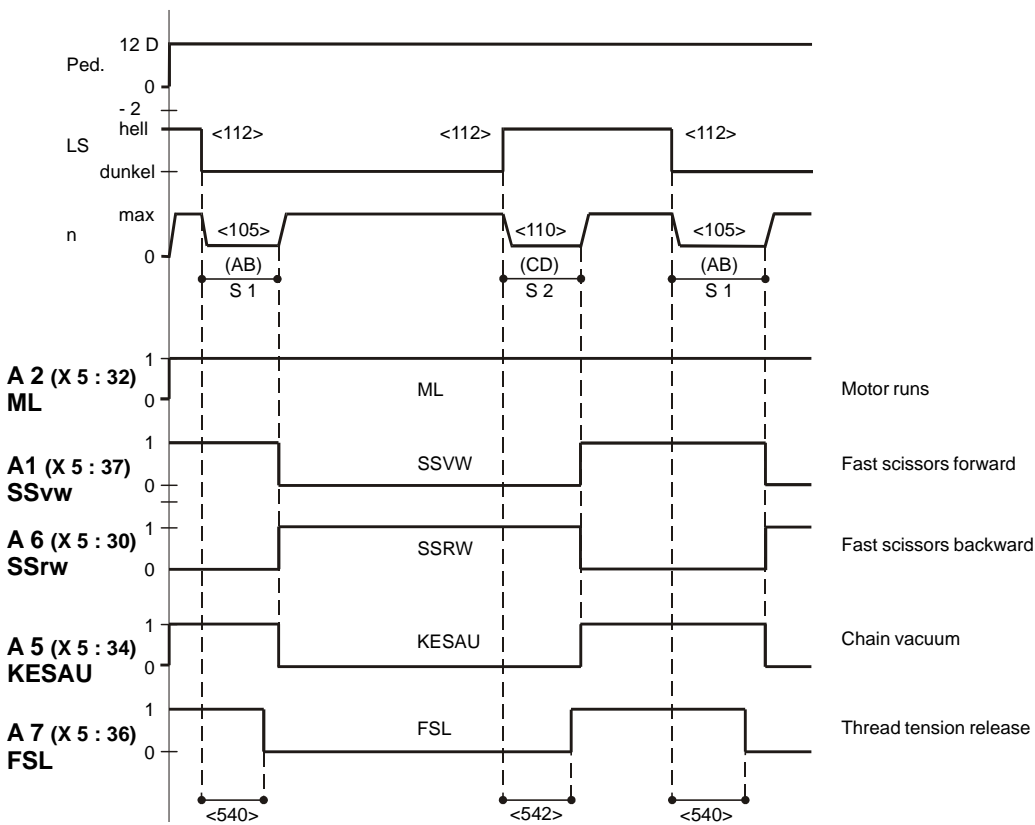 12 D
Ped.
0
- 2
hell
LS
<112> <112> <112>
dunkel
max
n
<105> <110> <105>
0
(AB) (CD) (AB)
S 1 S 2 S 1
1
A 2 (X 5 : 32) ML Motor runs
0
ML
1
A1 (X 5 : 37) SSVW Fast scissors forward
0
SSvw
1
A 6 (X 5 : 30) SSRW Fast scissors backward
0
SSrw
1
A 5 (X 5 : 34) KESAU Chain vacuum
0
KESAU
1
A 7 (X 5 : 36) FSL Thread tension release
0
FSL
<540> <542> <540>